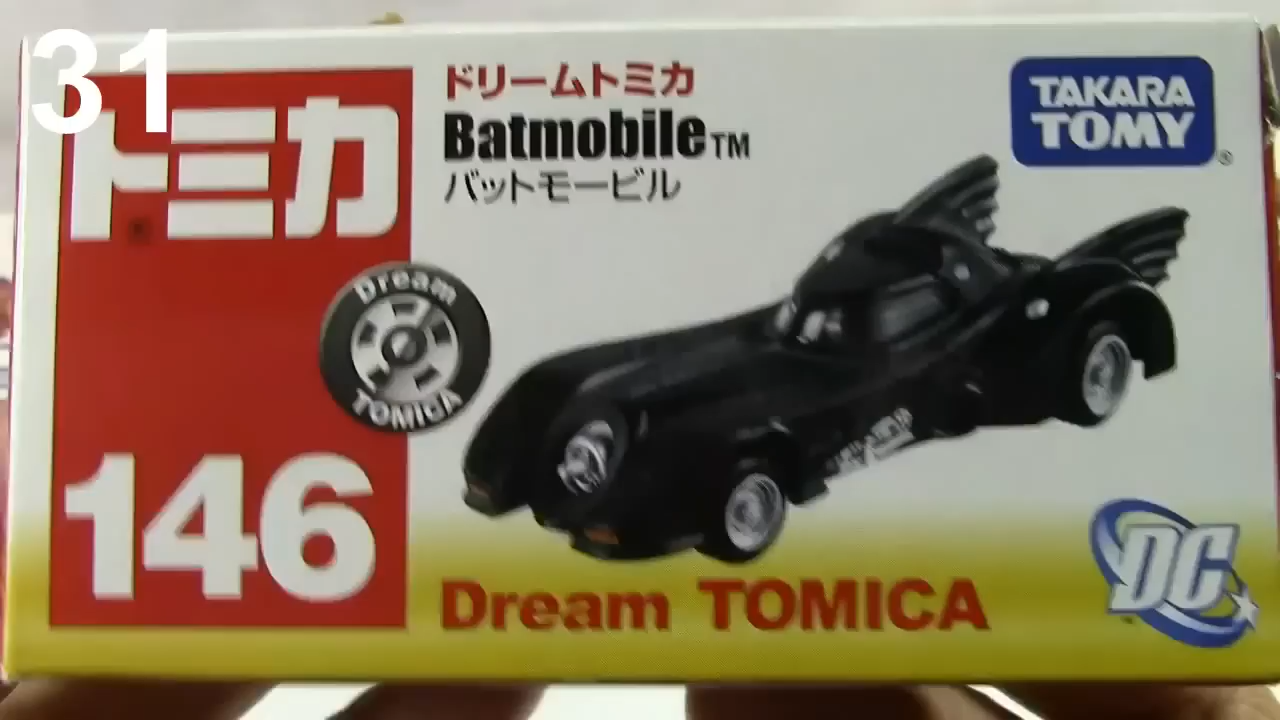 31
トミカ
ドリームトミカ
Batmobile™
バットモービル
TAKARA
TOMY®
Dream
TOMICA
146
Dream TOMICA
DC